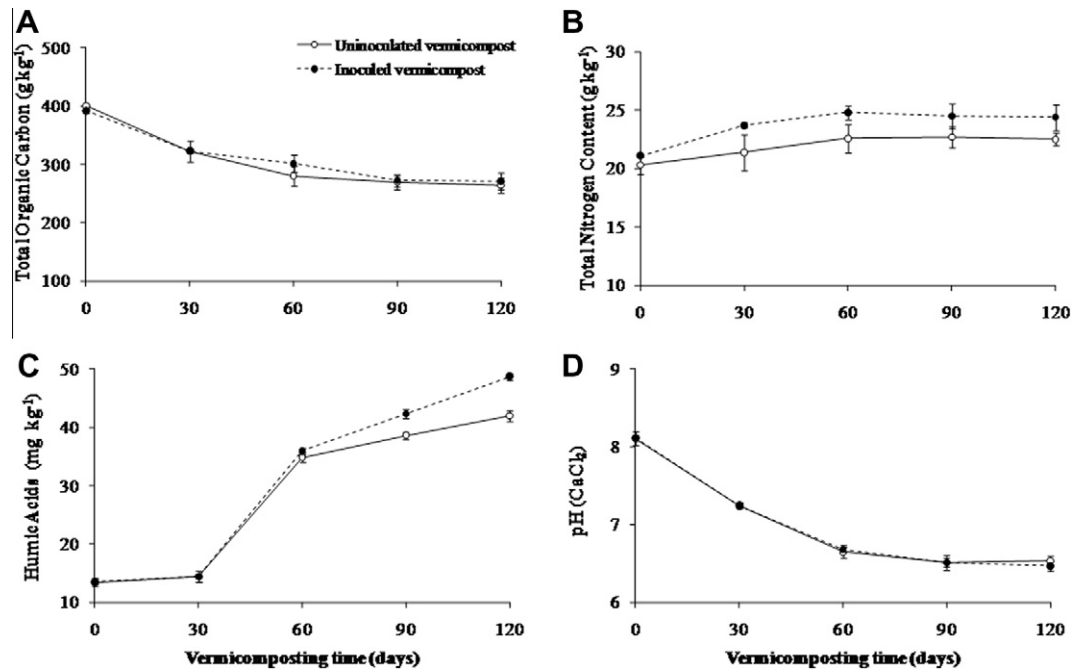 A
Total Organic Carbon (g kg-1)
500
400
300
200
100
0 30 60 90 120
Uninoculated vermicompost
Inoculed vermicompost
B
Total Nitrogen Content (g kg-1)
30
25
20
15
10
0 30 60 90 120
C
Humic Acids (mg kg-1)
50
40
30
20
10
0 30 60 90 120
Vermicomposting time (days)
D
pH (CaCl2)
9
8
7
6
0 30 60 90 120
Vermicomposting time (days)